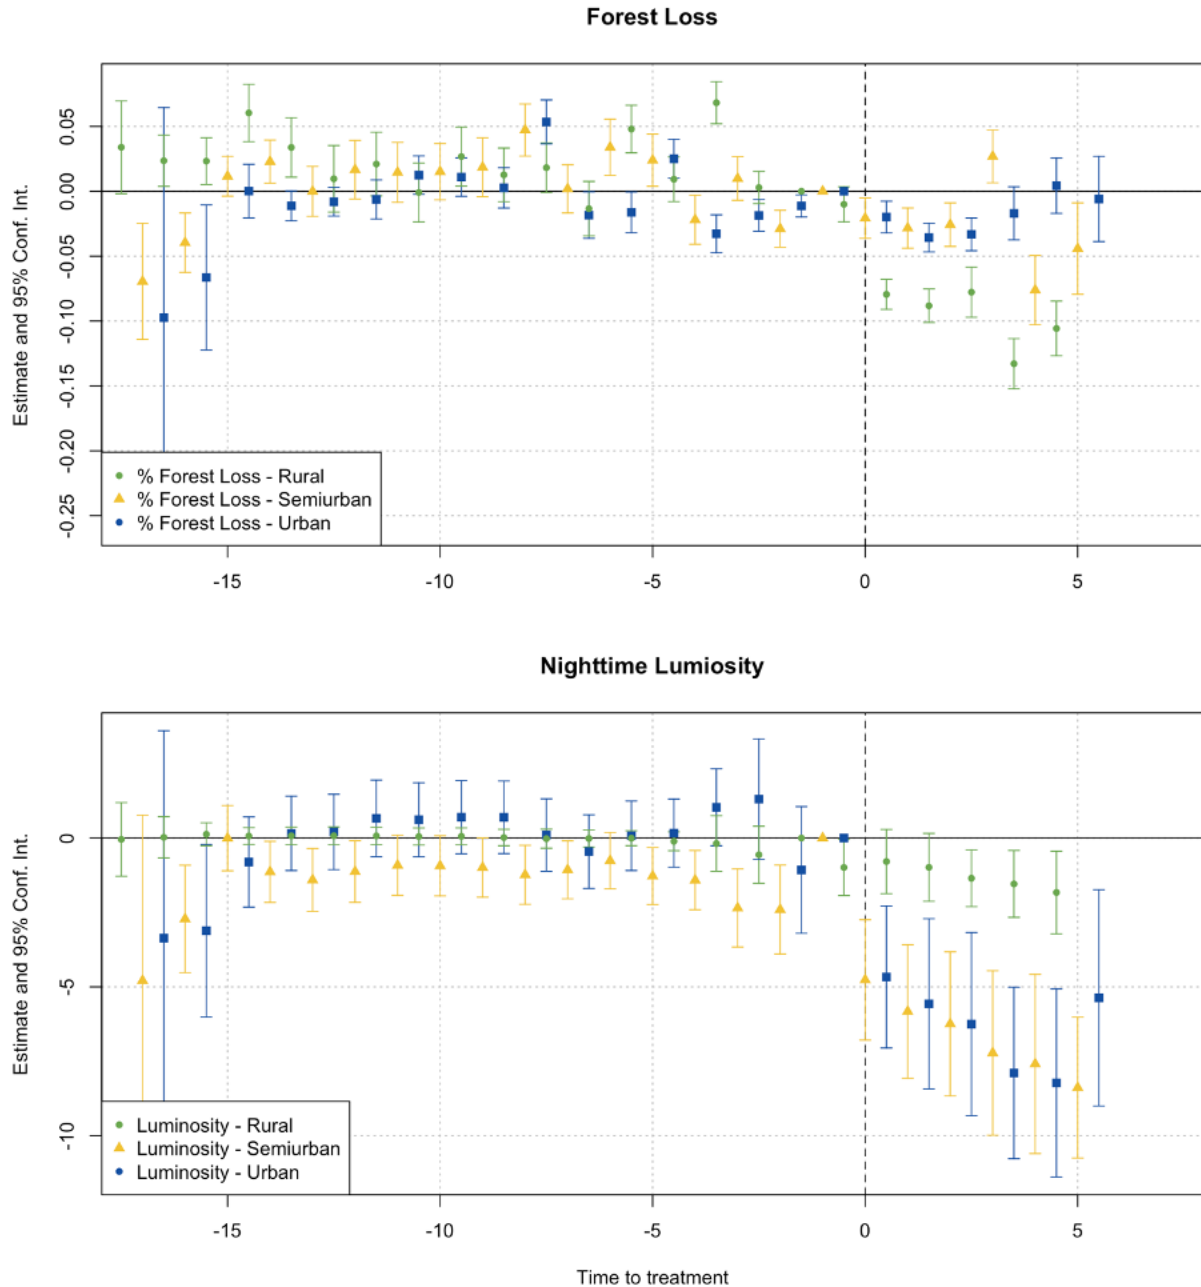 Forest Loss
Estimate and 95% Conf. Int.
0.05
0.00
-0.05
-0.10
-0.15
-0.20
-0.25
% Forest Loss - Rural
% Forest Loss - Semiurban
% Forest Loss - Urban
-15 -10 -5 0 5
Nighttime Lumiosity
Estimate and 95% Conf. Int.
0
-5
-10
Luminosity - Rural
Luminosity - Semiurban
Luminosity - Urban
-15 -10 -5 0 5
Time to treatment